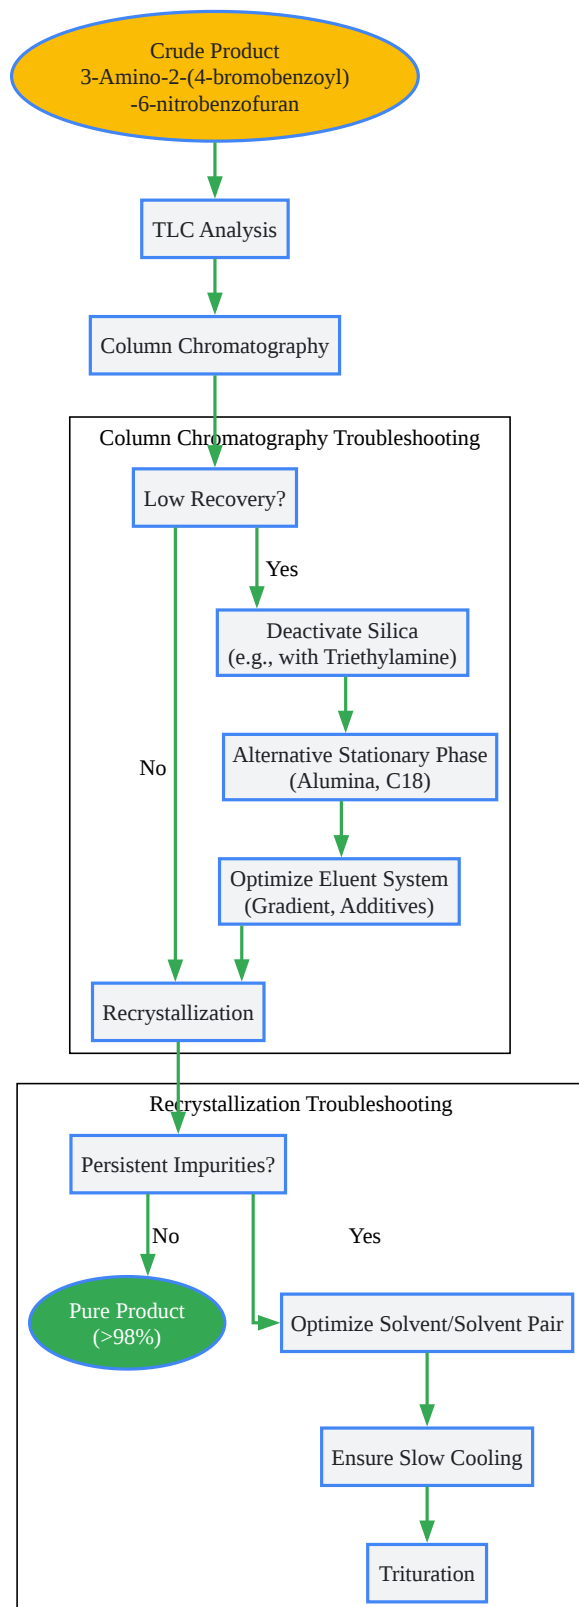 Crude Product
3-Amino-2-(4-bromobenzoyl)
-6-nitrobenzofuran
TLC Analysis
Column Chromatography
Column Chromatography Troubleshooting
Low Recovery?
Yes
Deactivate Silica
(e.g., with Triethylamine)
Alternative Stationary Phase
(Alumina, C18)
No
Optimize Eluent System
(Gradient, Additives)
Recrystallization
Recrystallization Troubleshooting
Persistent Impurities?
No
Yes
Pure Product
(>98%)
Optimize Solvent/Solvent Pair
Ensure Slow Cooling
Trituration